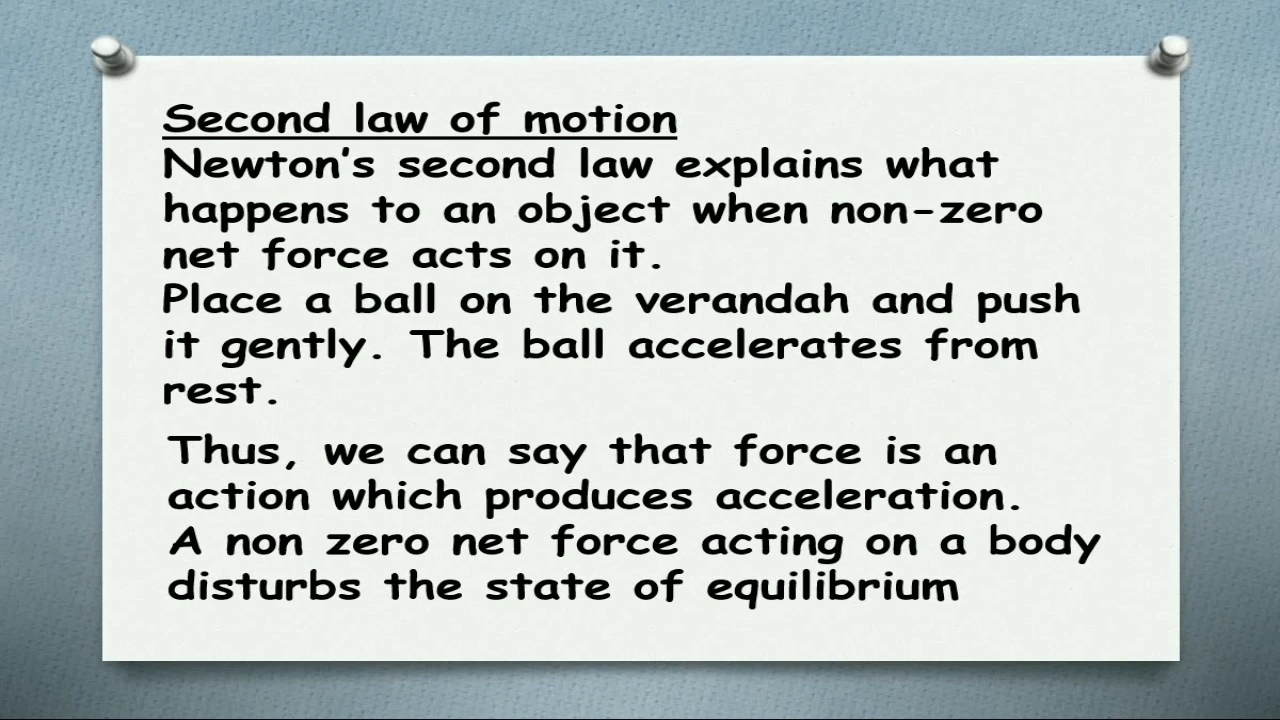 Second law of motion
Newton's second law explains what
happens to an object when non-zero
net force acts on it.
Place a ball on the verandah and push
it gently. The ball accelerates from
rest.
Thus, we can say that force is an
action which produces acceleration.
A non zero net force acting on a body
disturbs the state of equilibrium